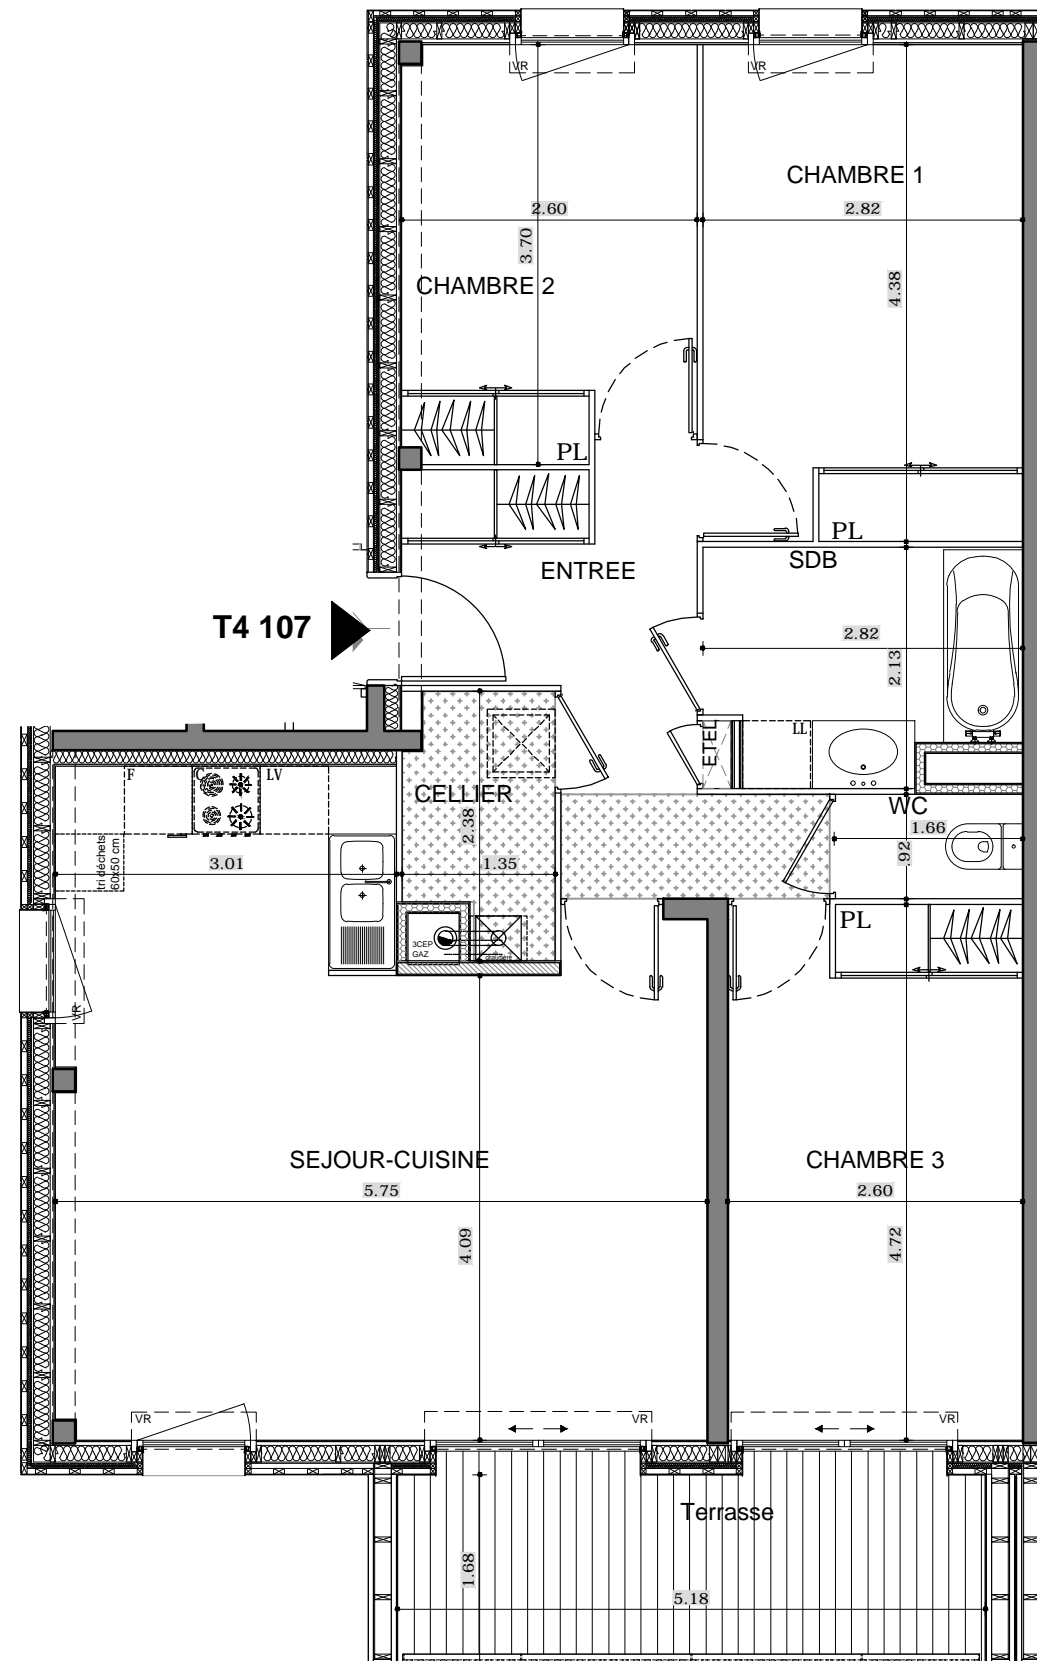 VR
VR
CHAMBRE 1
2.60
2.82
3.70
4.38
CHAMBRE 2
PL
PL
ENTREE
SDB
T4 107
2.82
2.13
ETEL
LL
F
C
LV
CELLIER
WC
2.38
1.66
.92
tri déchets
60x50 cm
3.01
1.35
PL
3CEP
GAZ
chaudière
VR
SEJOUR-CUISINE
CHAMBRE 3
5.75
2.60
4.09
4.72
VR
VR
VR
Terrasse
1.68
5.18